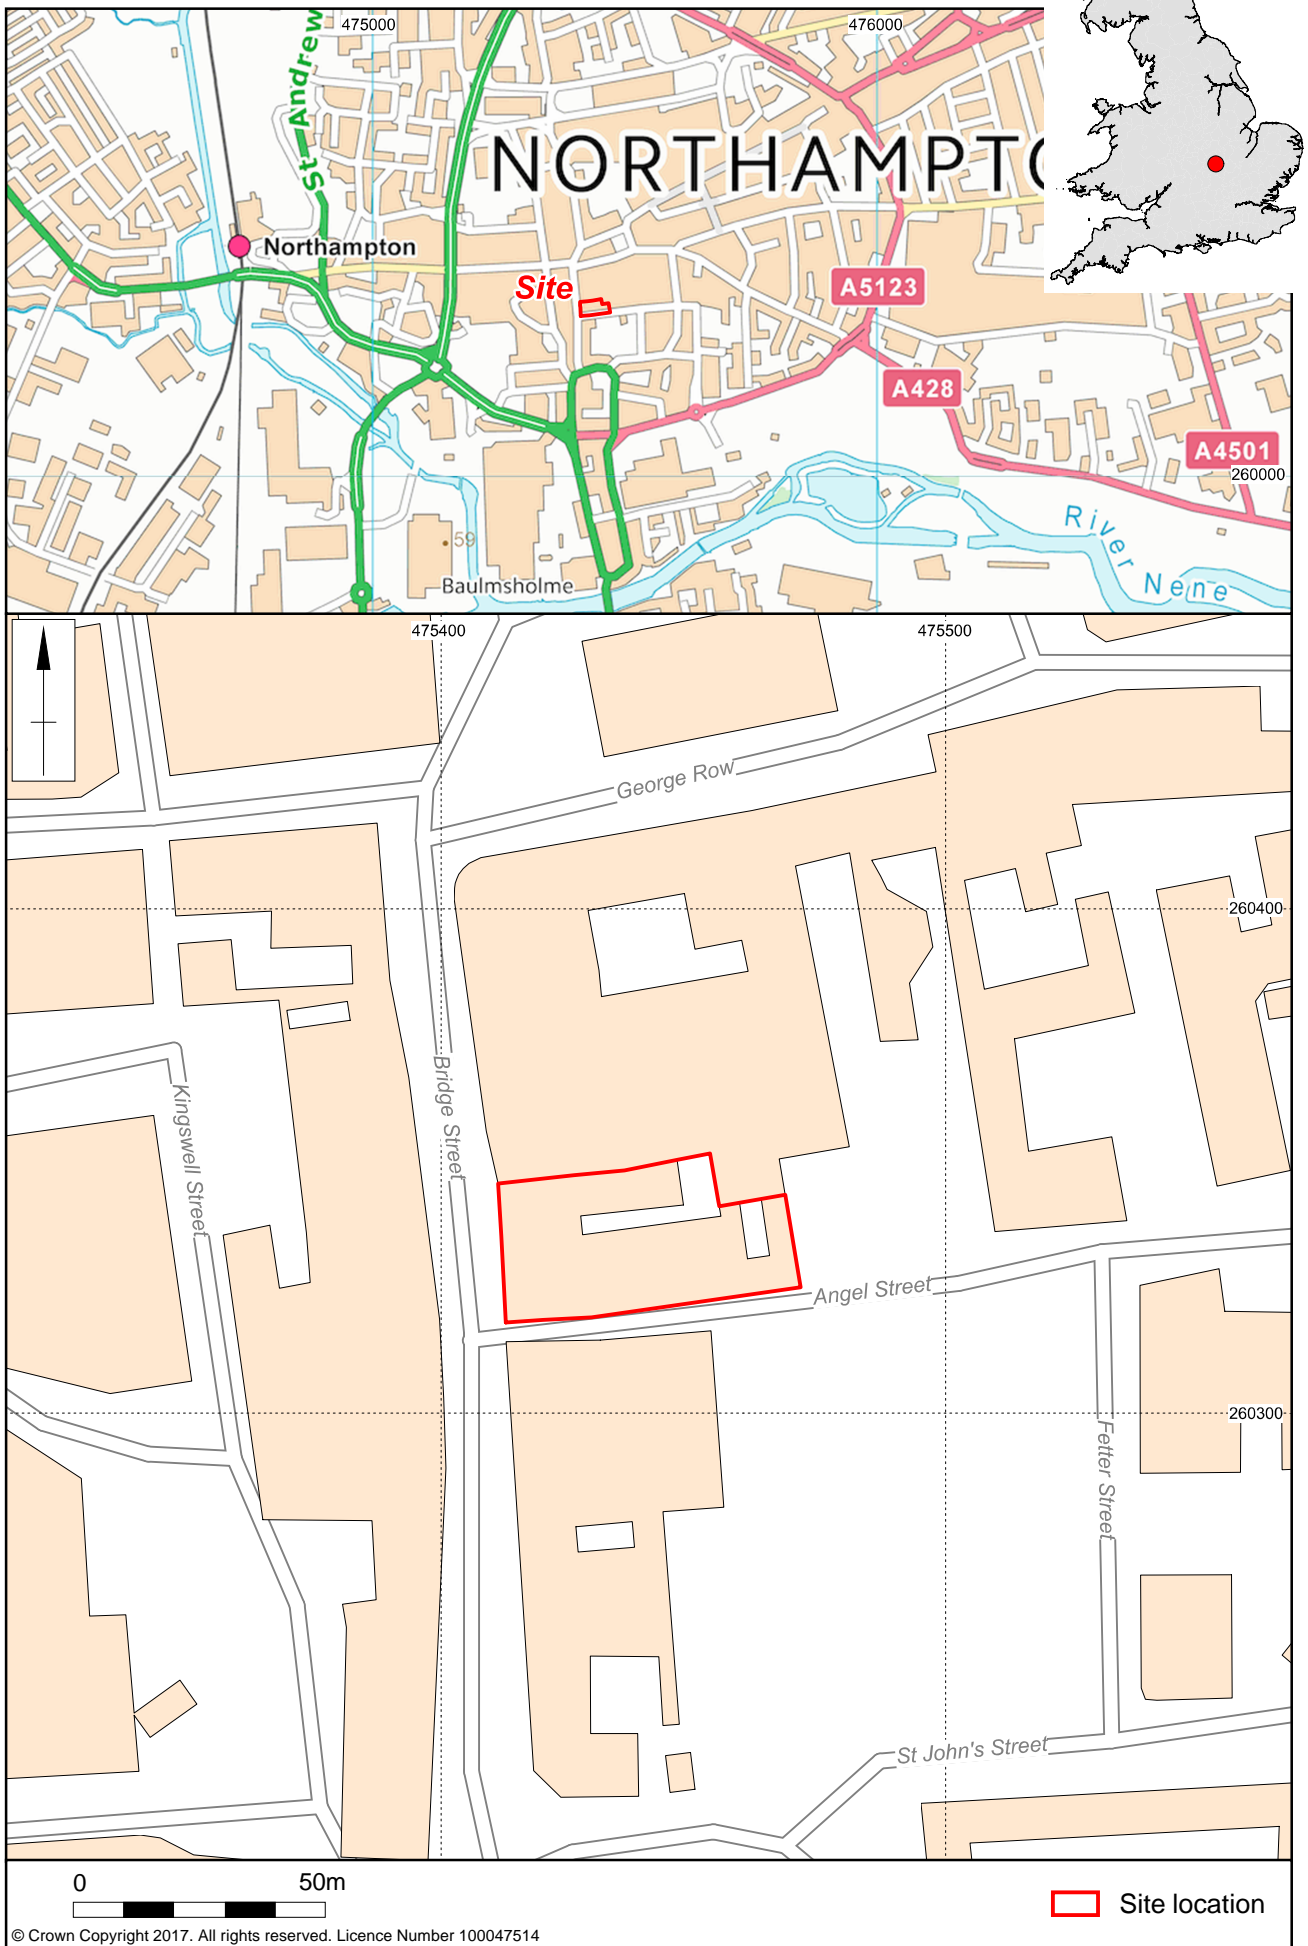 475000
476000
St Andrew
NORTHAMPTO
Northampton
Site
A5123
A428
A4501
260000
River Nene
59
Baulmsholme
475400
475500
George Row
260400
Bridge Street
Kingswell Street
Angel Street
260300
Fetter Street
St John's Street
0 50m
Site location
© Crown Copyright 2017. All rights reserved. Licence Number 100047514